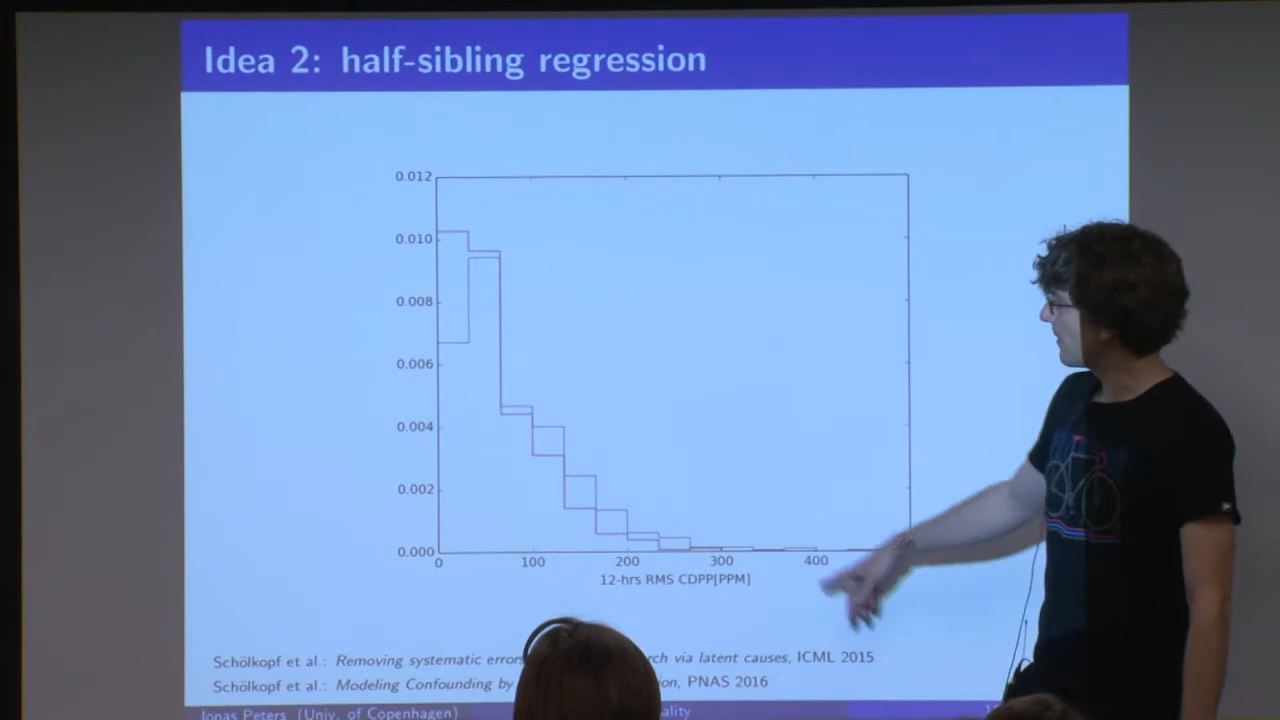 Idea 2: half-sibling regression
0.012
0.010
0.008
0.006
0.004
0.002
0.000
0 100 200 300 400
12-hrs RMS CDPP[PPM]
Schölkopf et al.: Removing systematic errors rch via latent causes, ICML 2015
Schölkopf et al.: Modeling Confounding by ion, PNAS 2016
Jonas Peters (Univ. of Copenhagen) ality